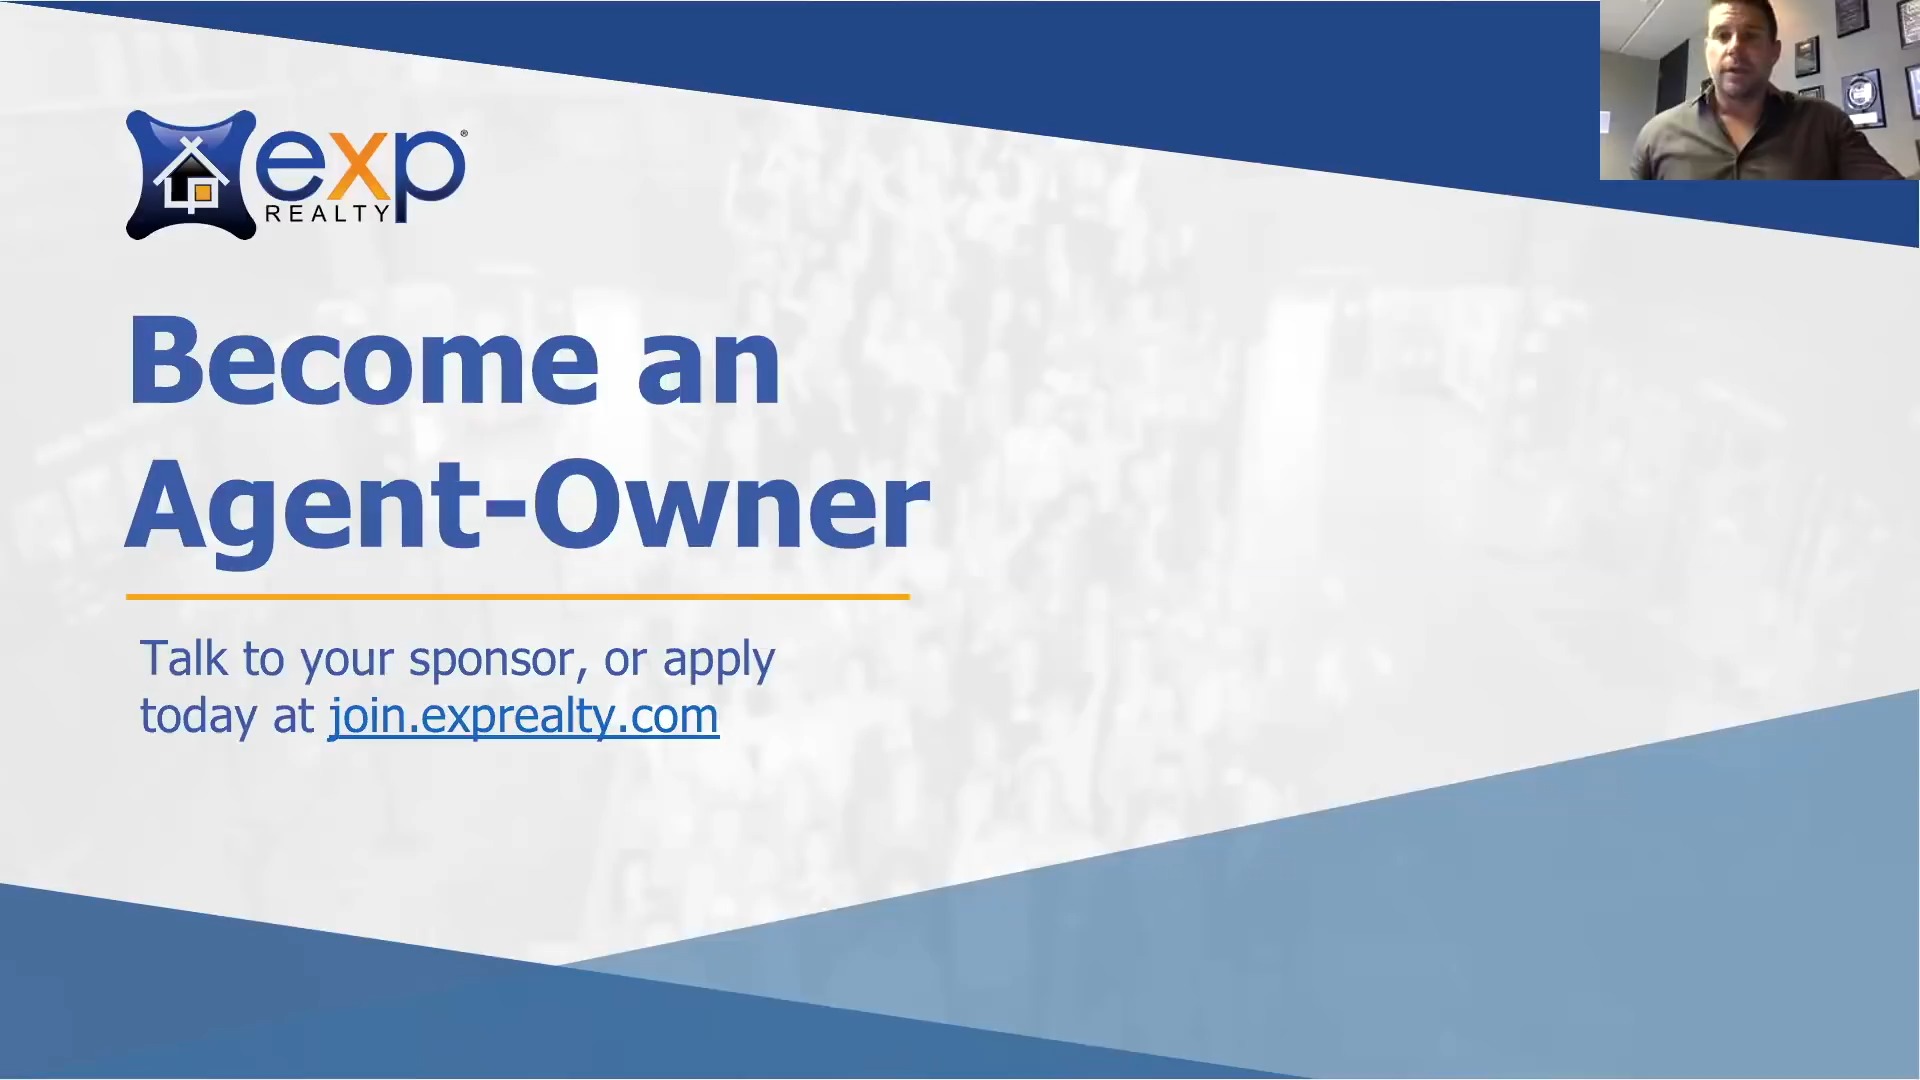 exp®
REALTY
Become an
Agent-Owner
Talk to your sponsor, or apply
today at join.exprealty.com